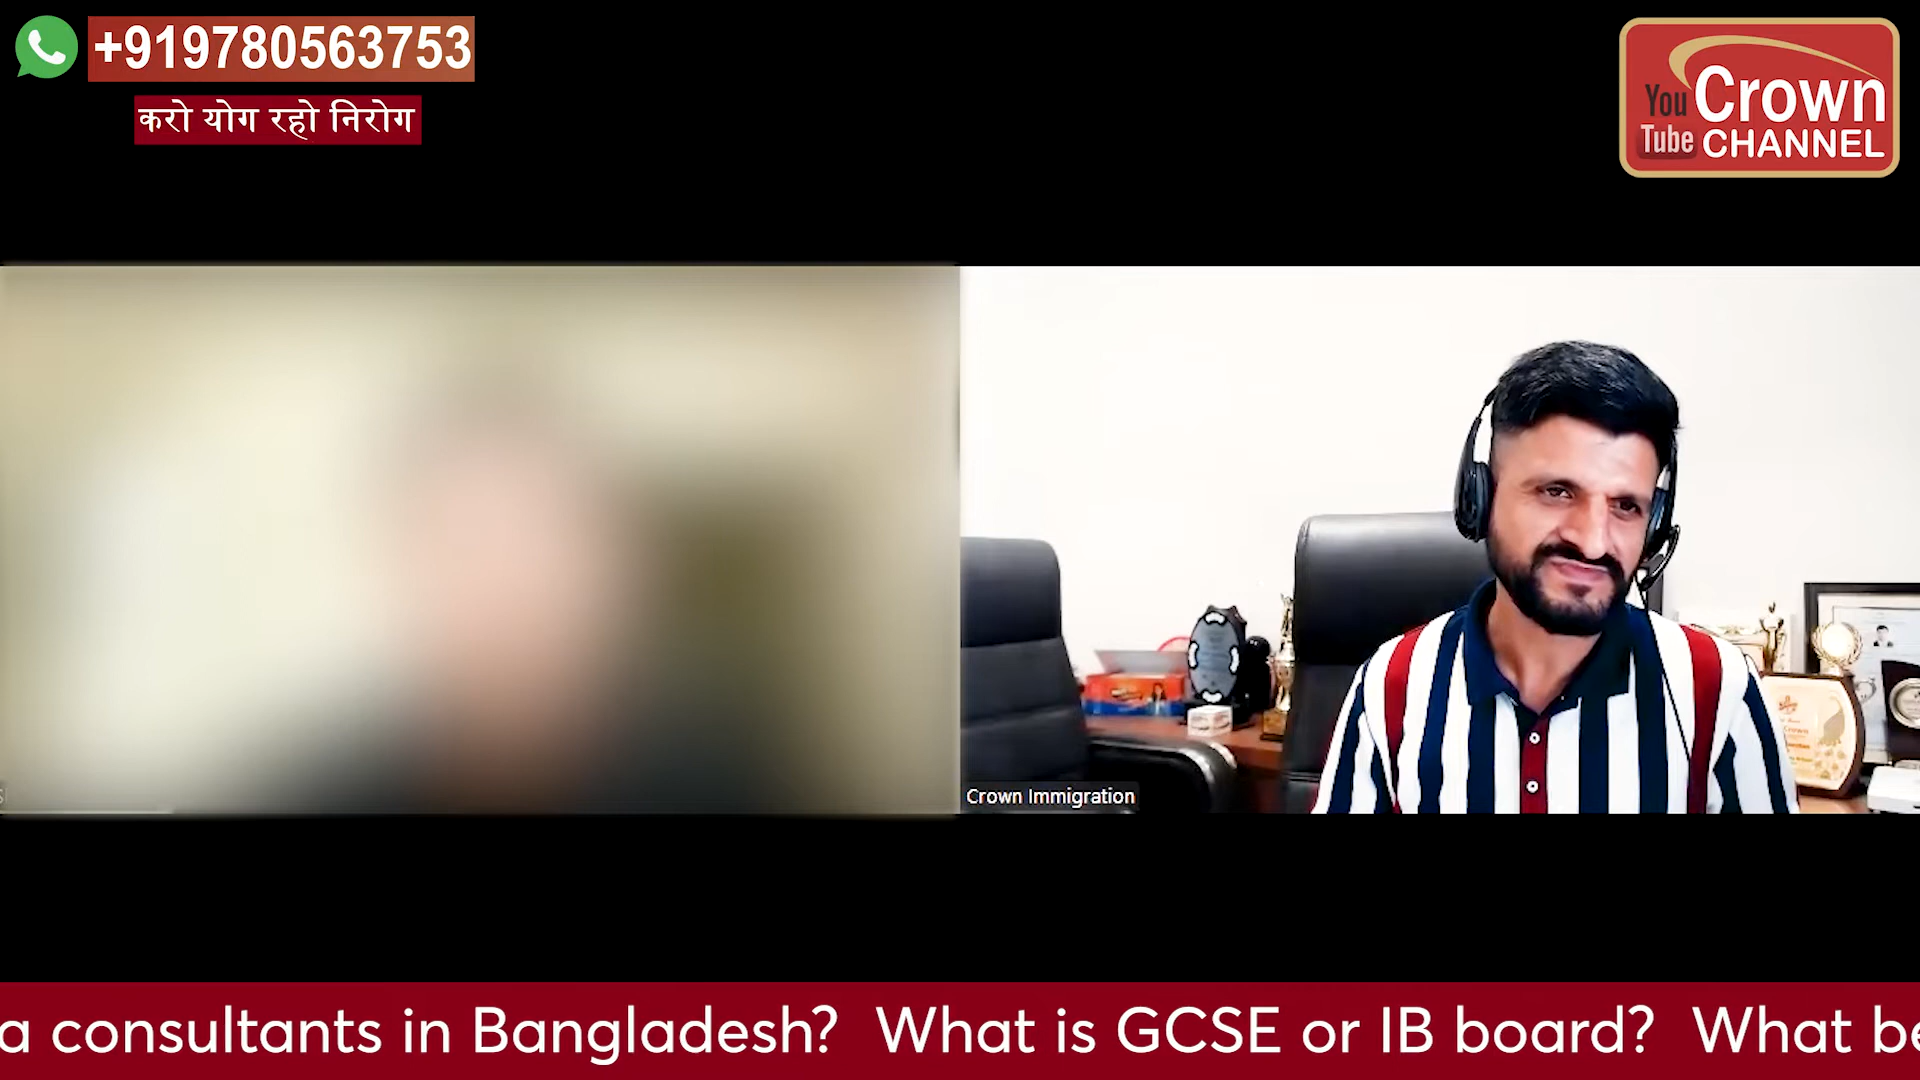 +919780563753
करो योग रहो निरोग
You Tube Crown CHANNEL
Crown Immigration
a consultants in Bangladesh? What is GCSE or IB board? What be